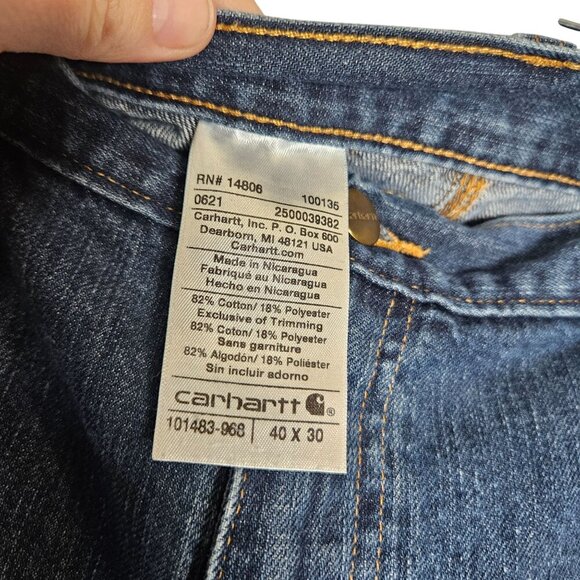 RN# 14806 100135
0621 2500039382
Carhartt, Inc. P. O. Box 600
Dearborn, MI 48121 USA
Carhartt.com
Made in Nicaragua
Fabriqué au Nicaragua
Hecho en Nicaragua
82% Cotton/ 18% Polyester
Exclusive of Trimming
82% Coton/ 18% Polyester
Sans garniture
82% Algodón/ 18% Poliéster
Sin incluir adorno
carhartt ®
101483-968 40 X 30